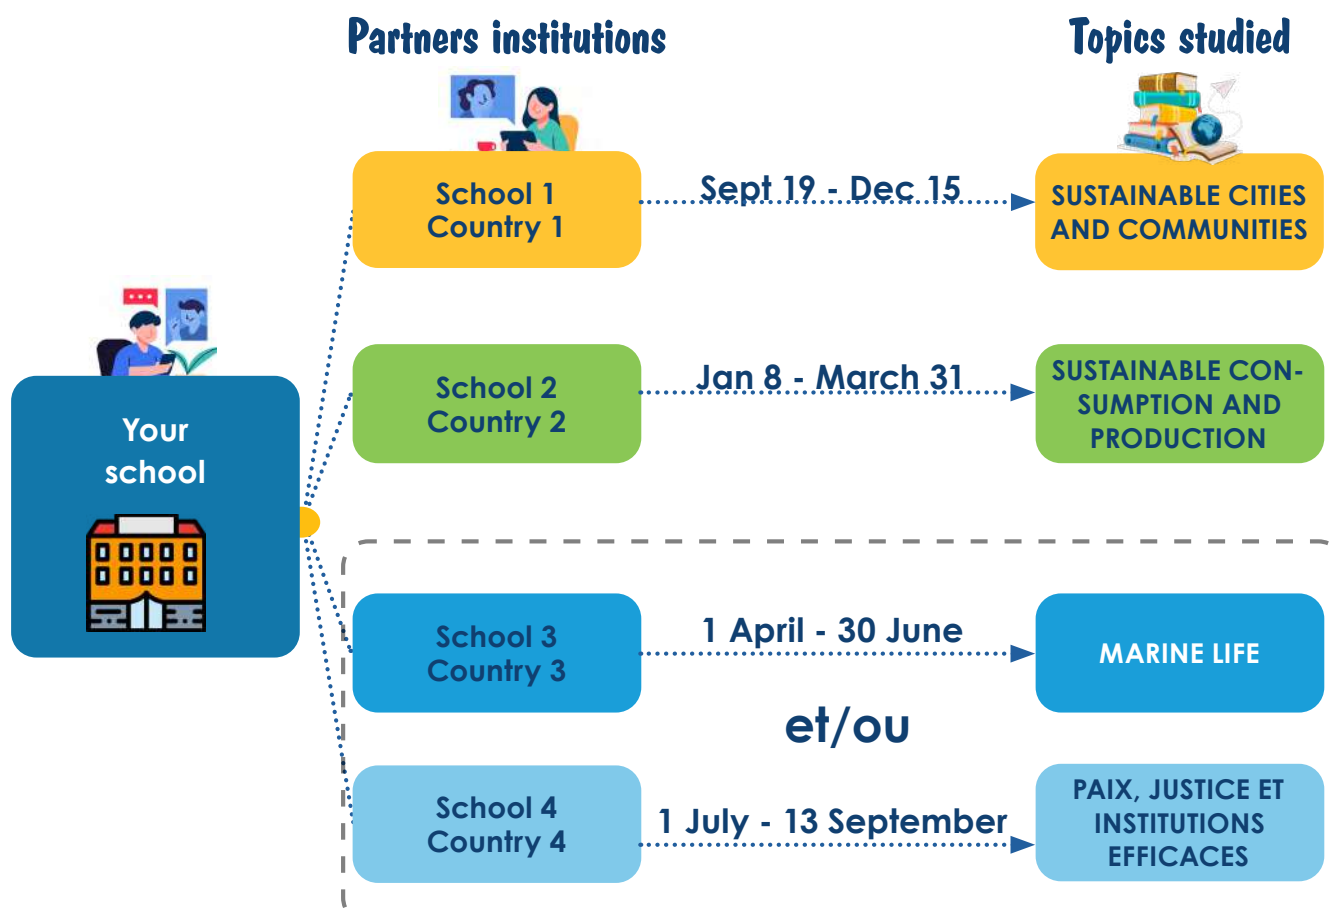 Partners institutions
Topics studied
School 1
Country 1
Sept 19 - Dec 15
SUSTAINABLE CITIES
AND COMMUNITIES
School 2
Country 2
Jan 8 - March 31
SUSTAINABLE CON-
SUMPTION AND
PRODUCTION
Your
school
School 3
Country 3
1 April - 30 June
MARINE LIFE
et/ou
School 4
Country 4
1 July - 13 September
PAIX, JUSTICE ET
INSTITUTIONS
EFFICACES